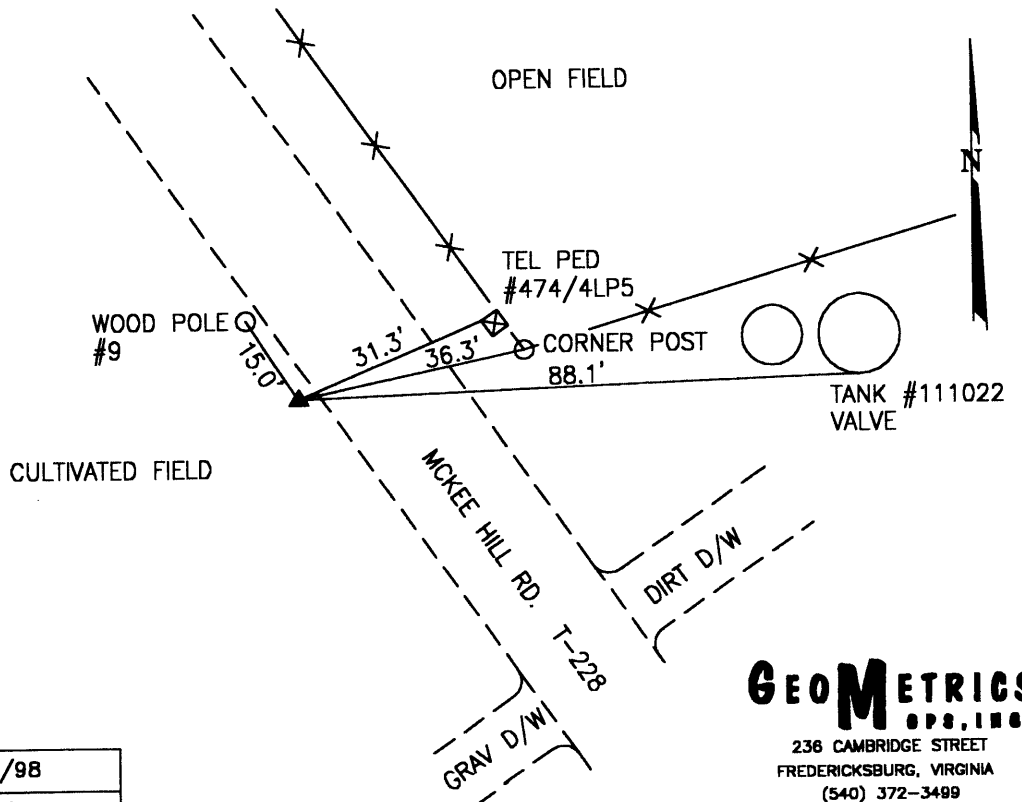 OPEN FIELD
N
TEL PED
#474/4LP5
WOOD POLE
#9
15.0'
31.3'
36.3'
CORNER POST
88.1'
TANK #111022
VALVE
CULTIVATED FIELD
MCKEE HILL RD. T-228
DIRT D/W
GRAV D/W
GEOMETRICS
GPS, INC
236 CAMBRIDGE STREET
FREDERICKSBURG, VIRGINIA
(540) 372-3499
/98